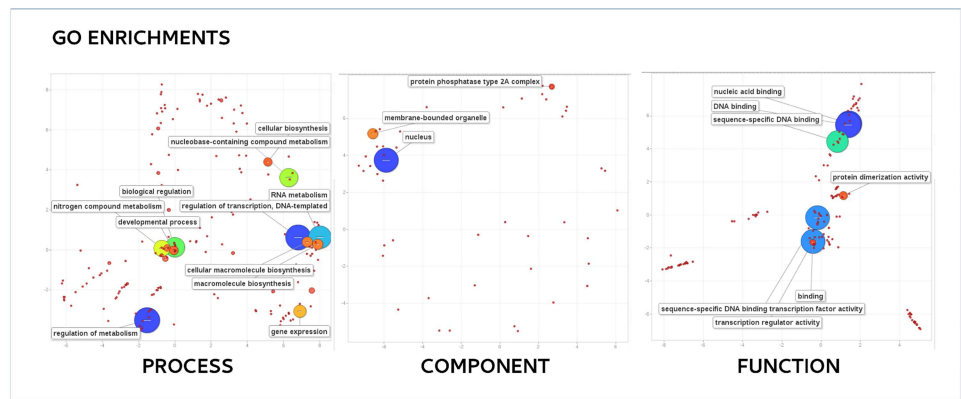 GO ENRICHMENTS
cellular biosynthesis
nucleobase-containing compound metabolism
biological regulation
RNA metabolism
nitrogen compound metabolism
regulation of transcription, DNA-templated
developmental process
cellular macromolecule biosynthesis
macromolecule biosynthesis
regulation of metabolism
gene expression
PROCESS
protein phosphatase type 2A complex
membrane-bounded organelle
nucleus
COMPONENT
nucleic acid binding
DNA binding
sequence-specific DNA binding
protein dimerization activity
binding
sequence-specific DNA binding transcription factor activity
transcription regulator activity
FUNCTION